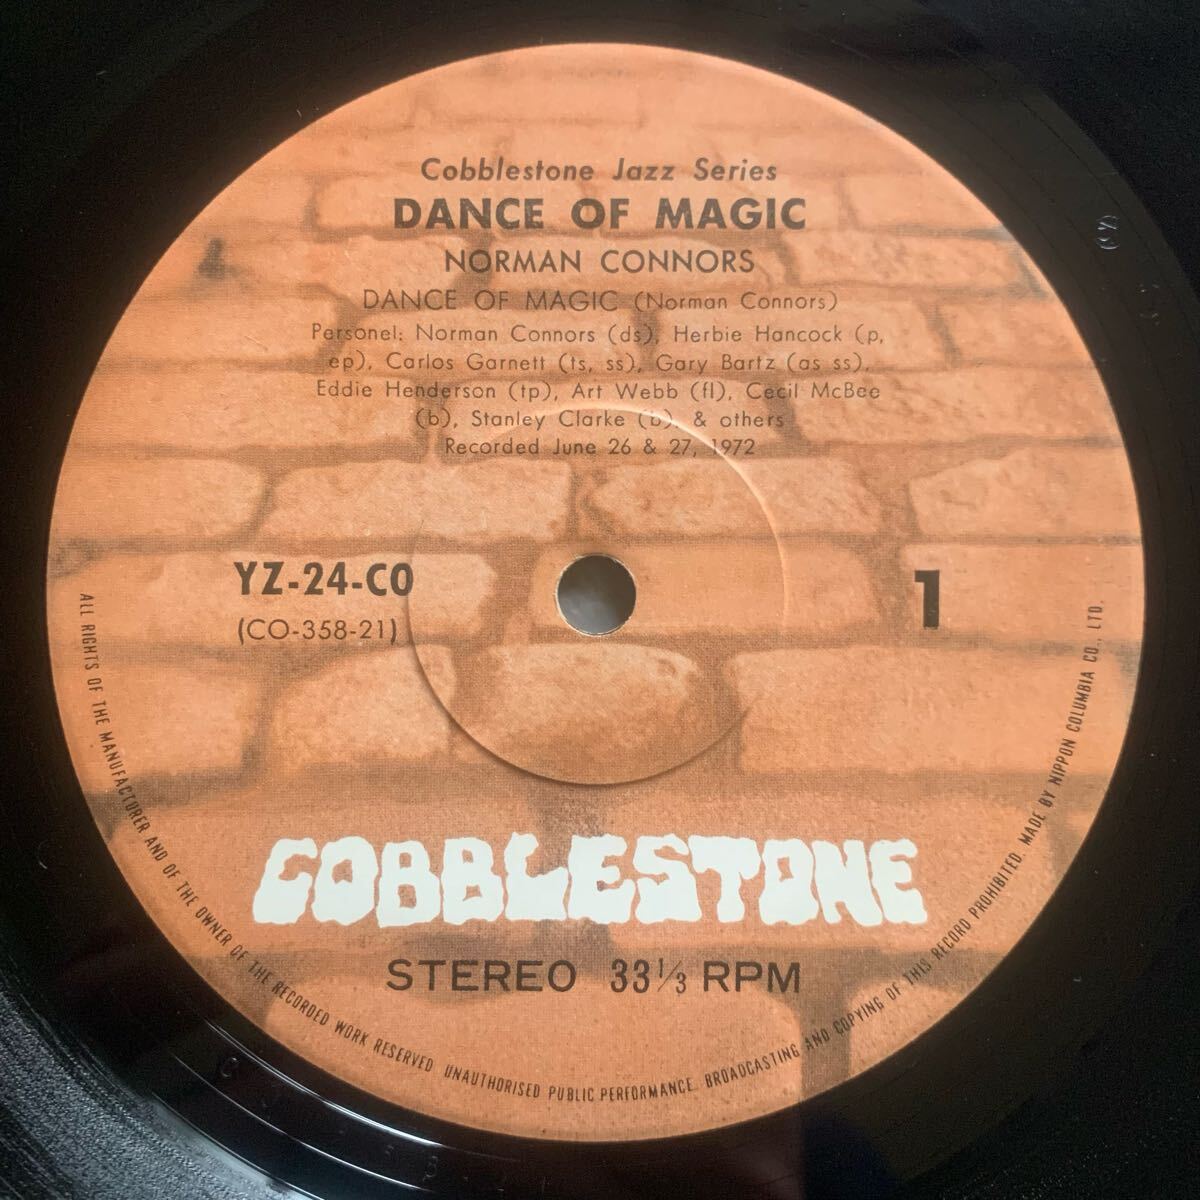 Cobblestone Jazz Series
DANCE OF MAGIC
NORMAN CONNORS
DANCE OF MAGIC (Norman Connors)
Personel: Norman Connors (ds), Herbie Hancock (p,
ep), Carlos Garnett (ts, ss), Gary Bartz (as ss),
Eddie Henderson (tp), Art Webb (fl), Cecil McBee
(b), Stanley Clarke (b), & others
Recorded June 26 & 27, 1972
YZ-24-CO
(CO-358-21)
1
COBBLESTONE
STEREO 33 1/3 RPM
ALL RIGHTS OF THE MANUFACTURER AND OF THE OWNER OF THE RECORDED WORK RESERVED. UNAUTHORISED PUBLIC PERFORMANCE. BROADCASTING AND COPYING OF THIS RECORD PROHIBITED. MADE BY NIPPON COLUMBIA CO., LTD.